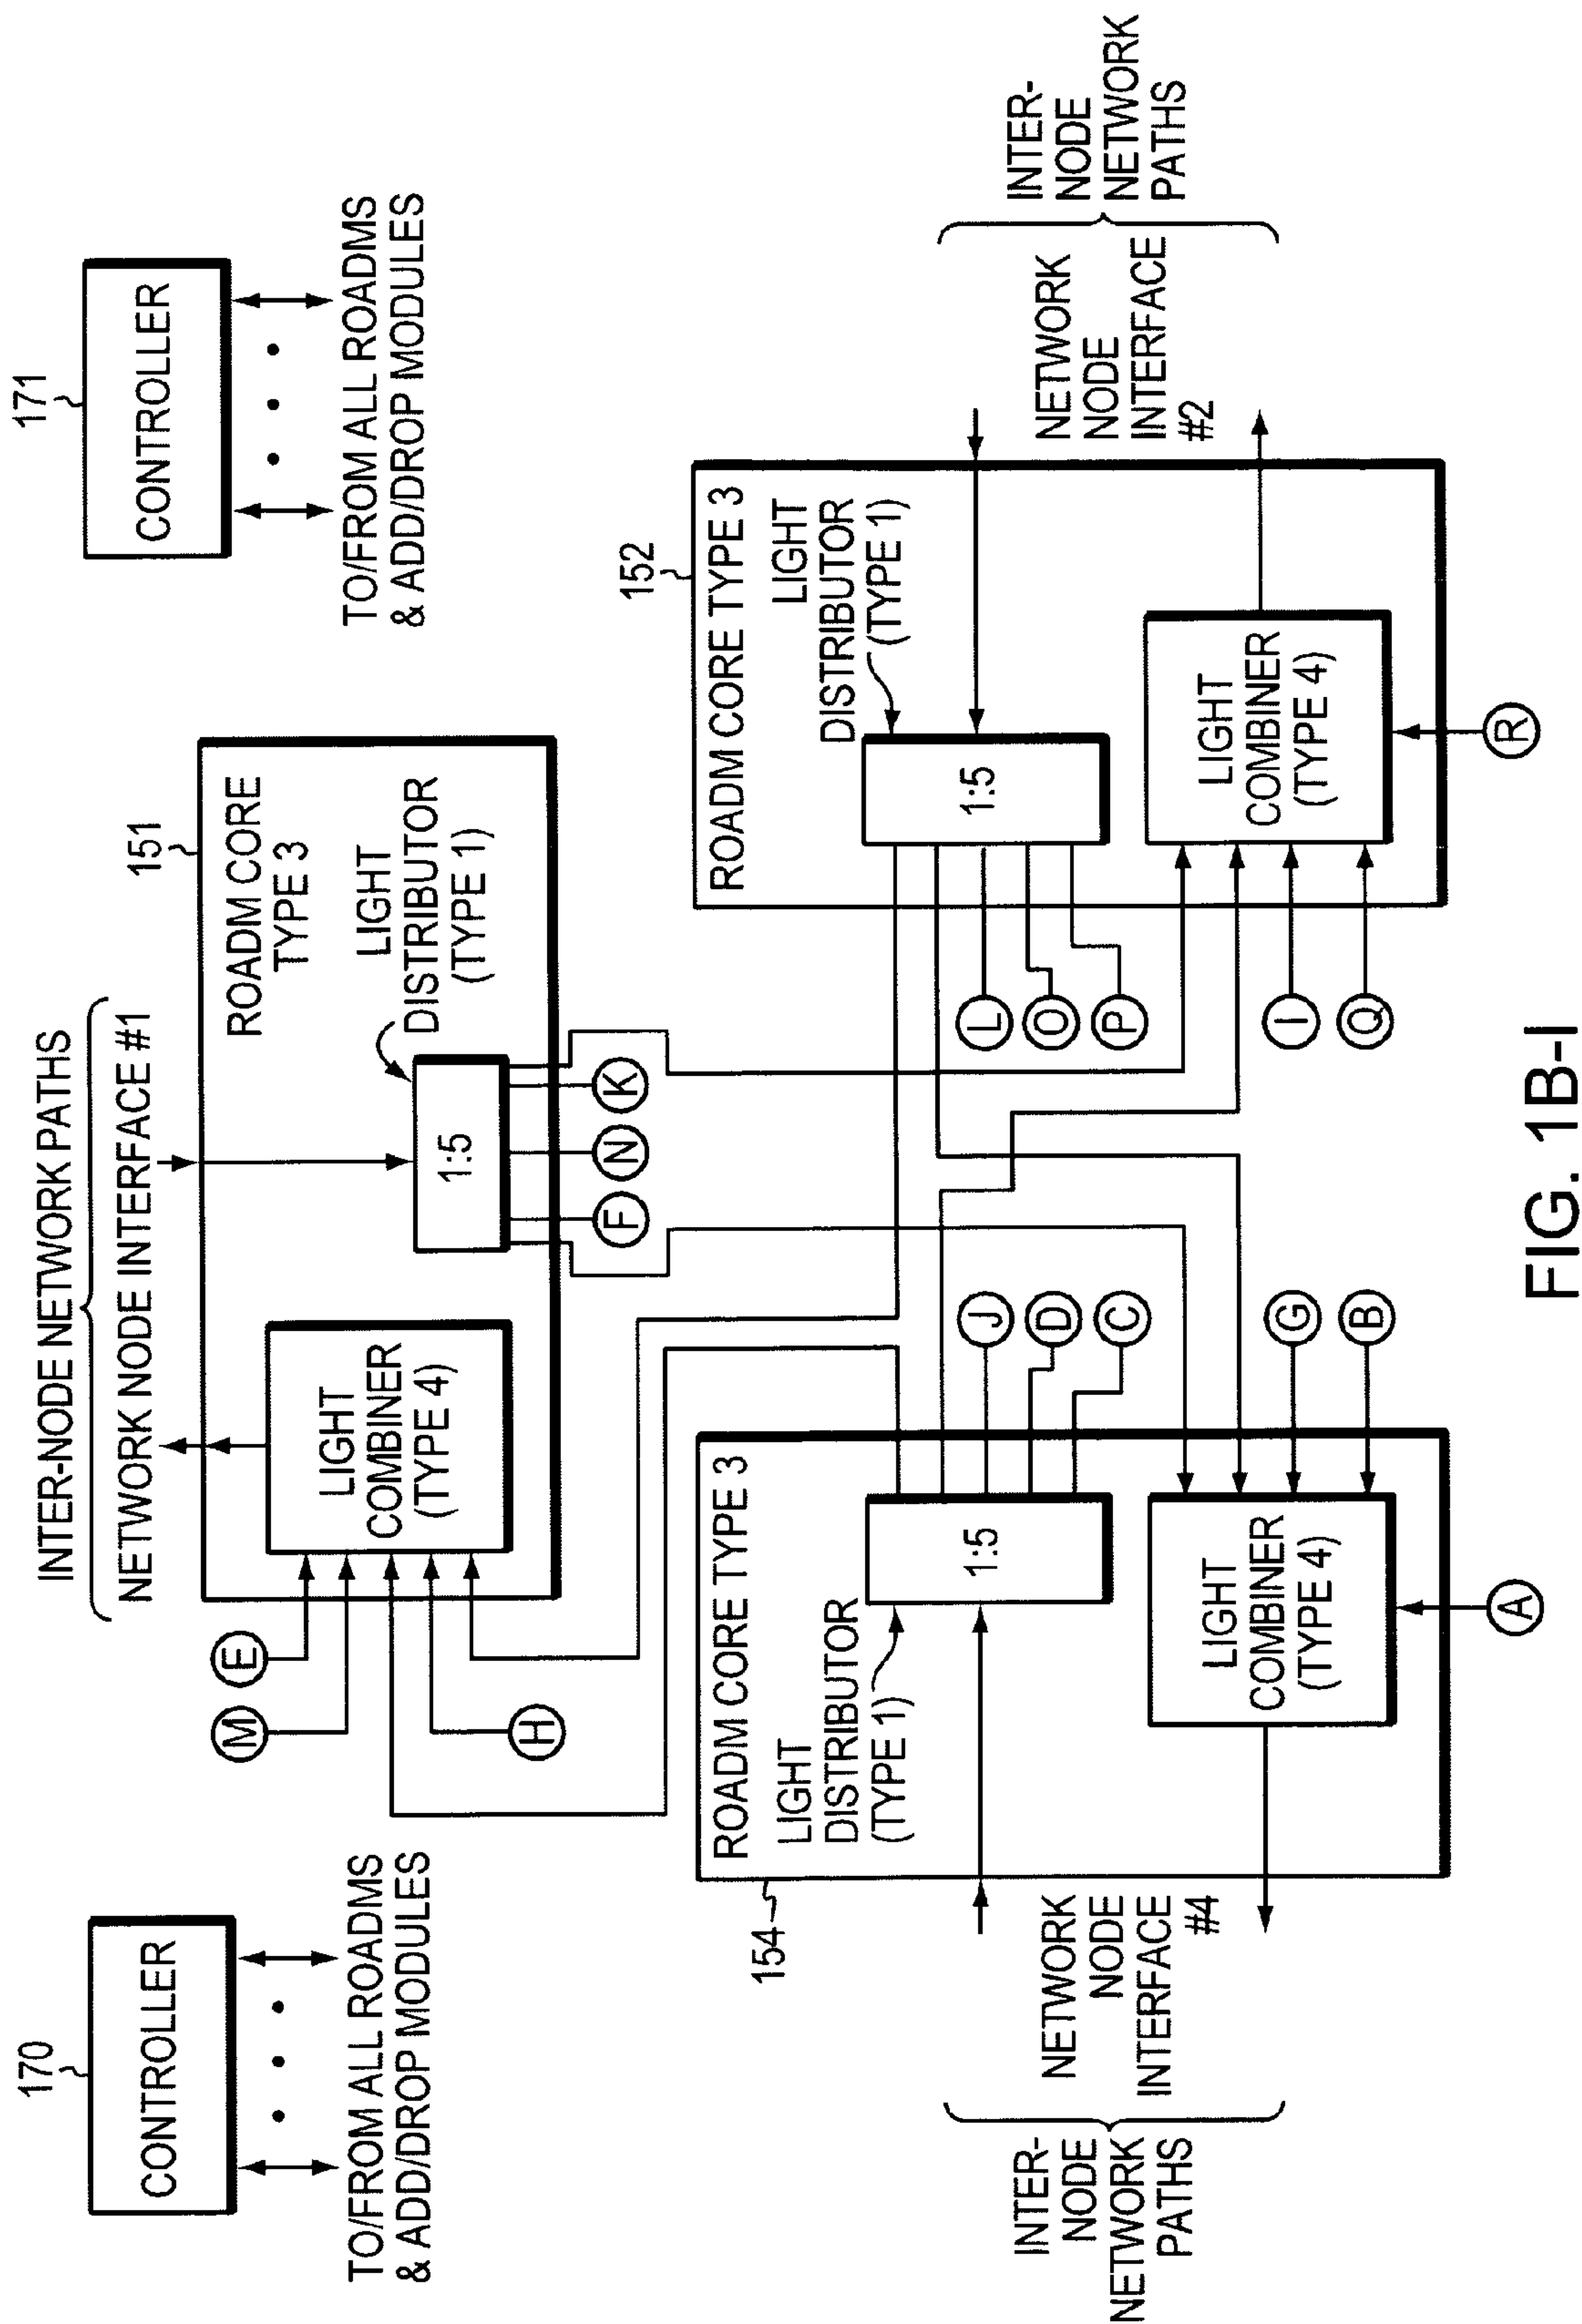 170
CONTROLLER
TO/FROM ALL ROADMS
& ADD/DROP MODULES
INTER-NODE NETWORK PATHS
NETWORK NODE INTERFACE #1
171
CONTROLLER
TO/FROM ALL ROADMS
& ADD/DROP MODULES
151
ROADM CORE
TYPE 3
LIGHT
DISTRIBUTOR
(TYPE 1)
1:5
LIGHT
COMBINER
(TYPE 4)
M
E
H
F
N
K
154
ROADM CORE TYPE 3
LIGHT
DISTRIBUTOR
(TYPE 1)
1:5
LIGHT
COMBINER
(TYPE 4)
J
D
C
G
B
A
NETWORK
NODE
INTERFACE
#4
INTER-
NODE
NETWORK
PATHS
152
ROADM CORE TYPE 3
LIGHT
DISTRIBUTOR
(TYPE 1)
1:5
LIGHT
COMBINER
(TYPE 4)
L
O
P
I
Q
R
NETWORK
NODE
INTERFACE
#2
INTER-
NODE
NETWORK
PATHS
FIG. 1B-I